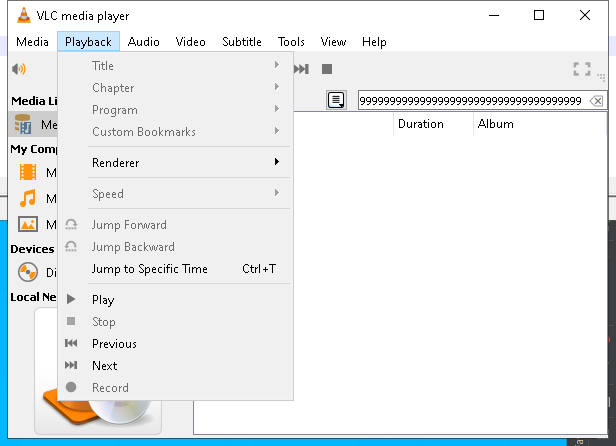 VLC media player
Media Playback Audio Video Subtitle Tools View Help
Title
Chapter
Program
Custom Bookmarks
Renderer
Speed
Jump Forward
Jump Backward
Jump to Specific Time Ctrl+T
Play
Stop
Previous
Next
Record
Media Li
Me
My Comp
M
M
M
Devices
Di
Local Ne
Duration Album